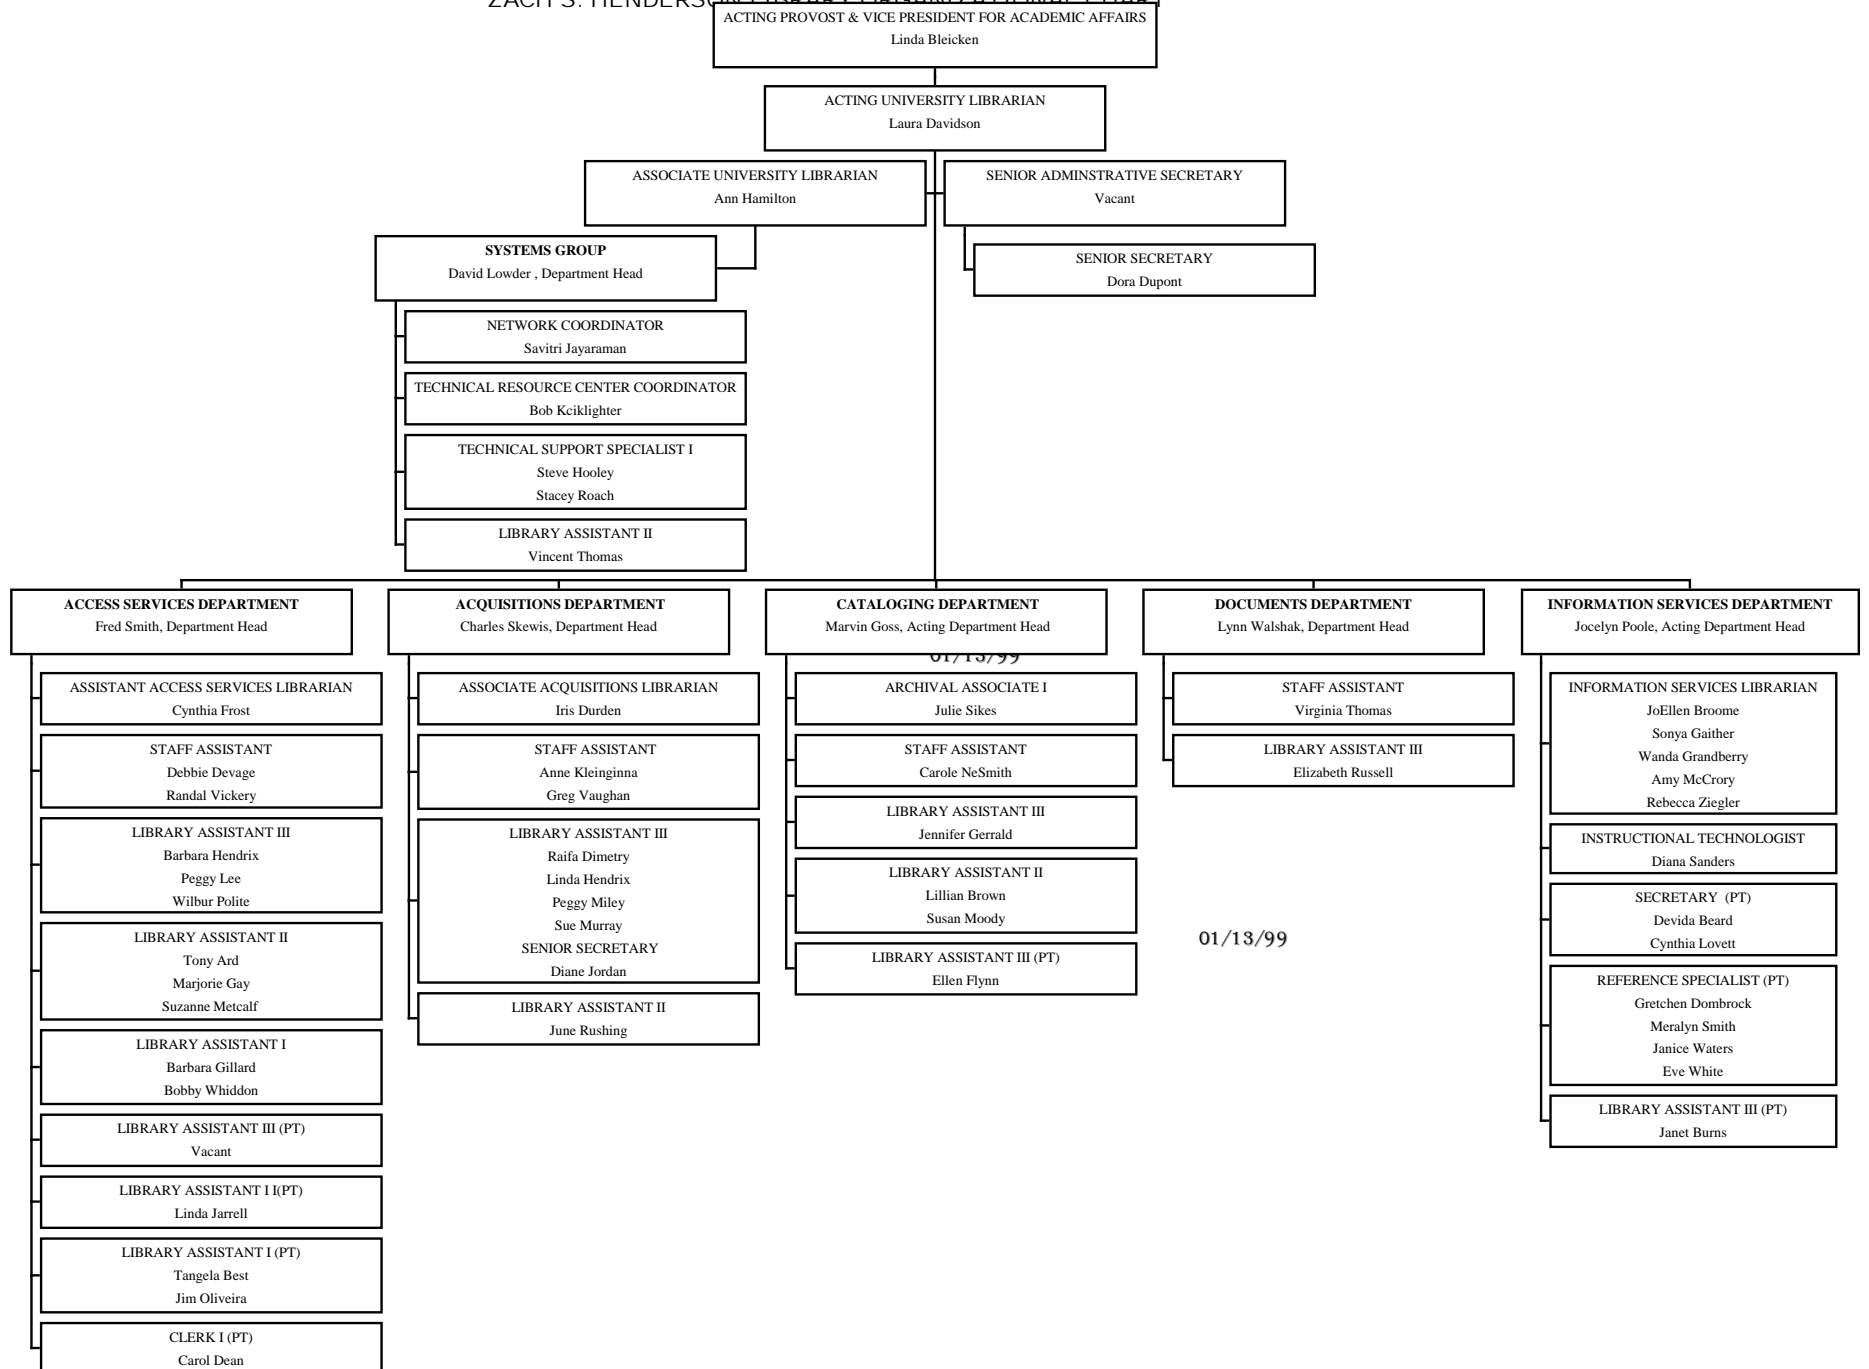 ZACH S. HENDERSON LIBRARY ORGANIZATIONAL CHART
ACTING PROVOST & VICE PRESIDENT FOR ACADEMIC AFFAIRS
Linda Bleicken
ACTING UNIVERSITY LIBRARIAN
Laura Davidson
ASSOCIATE UNIVERSITY LIBRARIAN
Ann Hamilton
SENIOR ADMINSTRATIVE SECRETARY
Vacant
SYSTEMS GROUP
David Lowder , Department Head
SENIOR SECRETARY
Dora Dupont
NETWORK COORDINATOR
Savitri Jayaraman
TECHNICAL RESOURCE CENTER COORDINATOR
Bob Kciklighter
TECHNICAL SUPPORT SPECIALIST I
Steve Hooley
Stacey Roach
LIBRARY ASSISTANT II
Vincent Thomas
ACCESS SERVICES DEPARTMENT
Fred Smith, Department Head
ASSISTANT ACCESS SERVICES LIBRARIAN
Cynthia Frost
STAFF ASSISTANT
Debbie Devage
Randal Vickery
LIBRARY ASSISTANT III
Barbara Hendrix
Peggy Lee
Wilbur Polite
LIBRARY ASSISTANT II
Tony Ard
Marjorie Gay
Suzanne Metcalf
LIBRARY ASSISTANT I
Barbara Gillard
Bobby Whiddon
LIBRARY ASSISTANT III (PT)
Vacant
LIBRARY ASSISTANT I I(PT)
Linda Jarrell
LIBRARY ASSISTANT I (PT)
Tangela Best
Jim Oliveira
CLERK I (PT)
Carol Dean
ACQUISITIONS DEPARTMENT
Charles Skewis, Department Head
ASSOCIATE ACQUISITIONS LIBRARIAN
Iris Durden
STAFF ASSISTANT
Anne Kleinginna
Greg Vaughan
LIBRARY ASSISTANT III
Raifa Dimetry
Linda Hendrix
Peggy Miley
Sue Murray
SENIOR SECRETARY
Diane Jordan
LIBRARY ASSISTANT II
June Rushing
CATALOGING DEPARTMENT
Marvin Goss, Acting Department Head
01/13/99
ARCHIVAL ASSOCIATE I
Julie Sikes
STAFF ASSISTANT
Carole NeSmith
LIBRARY ASSISTANT III
Jennifer Gerrald
LIBRARY ASSISTANT II
Lillian Brown
Susan Moody
LIBRARY ASSISTANT III (PT)
Ellen Flynn
DOCUMENTS DEPARTMENT
Lynn Walshak, Department Head
STAFF ASSISTANT
Virginia Thomas
LIBRARY ASSISTANT III
Elizabeth Russell
01/13/99
INFORMATION SERVICES DEPARTMENT
Jocelyn Poole, Acting Department Head
INFORMATION SERVICES LIBRARIAN
JoEllen Broome
Sonya Gaither
Wanda Grandberry
Amy McCrory
Rebecca Ziegler
INSTRUCTIONAL TECHNOLOGIST
Diana Sanders
SECRETARY (PT)
Devida Beard
Cynthia Lovett
REFERENCE SPECIALIST (PT)
Gretchen Dombrock
Meralyn Smith
Janice Waters
Eve White
LIBRARY ASSISTANT III (PT)
Janet Burns